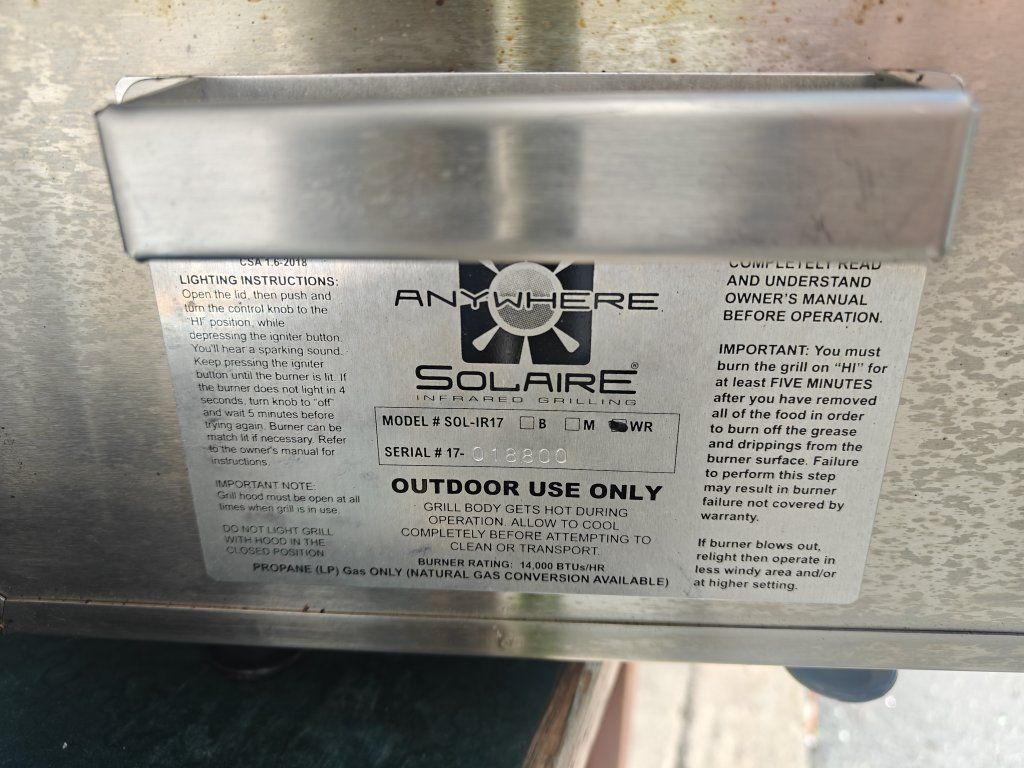 CSA 1.6-2018
LIGHTING INSTRUCTIONS:
Open the lid, then push and
turn the control knob to the
"HI" position, while
depressing the igniter button.
You'll hear a sparking sound.
Keep pressing the igniter
button until the burner is lit. If
the burner does not light in 4
seconds, turn knob to "off"
and wait 5 minutes before
trying again. Burner can be
match lit if necessary. Refer
to the owner's manual for
instructions.
IMPORTANT NOTE:
Grill hood must be open at all
times when grill is in use.
DO NOT LIGHT GRILL
WITH HOOD IN THE
CLOSED POSITION
ANYWHERE
SOLAIRE®
INFRARED GRILLING
MODEL # SOL-IR17 B M WR
SERIAL # 17- 018800
OUTDOOR USE ONLY
GRILL BODY GETS HOT DURING
OPERATION. ALLOW TO COOL
COMPLETELY BEFORE ATTEMPTING TO
CLEAN OR TRANSPORT.
BURNER RATING: 14,000 BTUs/HR
PROPANE (LP) Gas ONLY (NATURAL GAS CONVERSION AVAILABLE)
COMPLETELY READ
AND UNDERSTAND
OWNER'S MANUAL
BEFORE OPERATION.
IMPORTANT: You must
burn the grill on "HI" for
at least FIVE MINUTES
after you have removed
all of the food in order
to burn off the grease
and drippings from the
burner surface. Failure
to perform this step
may result in burner
failure not covered by
warranty.
If burner blows out,
relight then operate in
less windy area and/or
at higher setting.